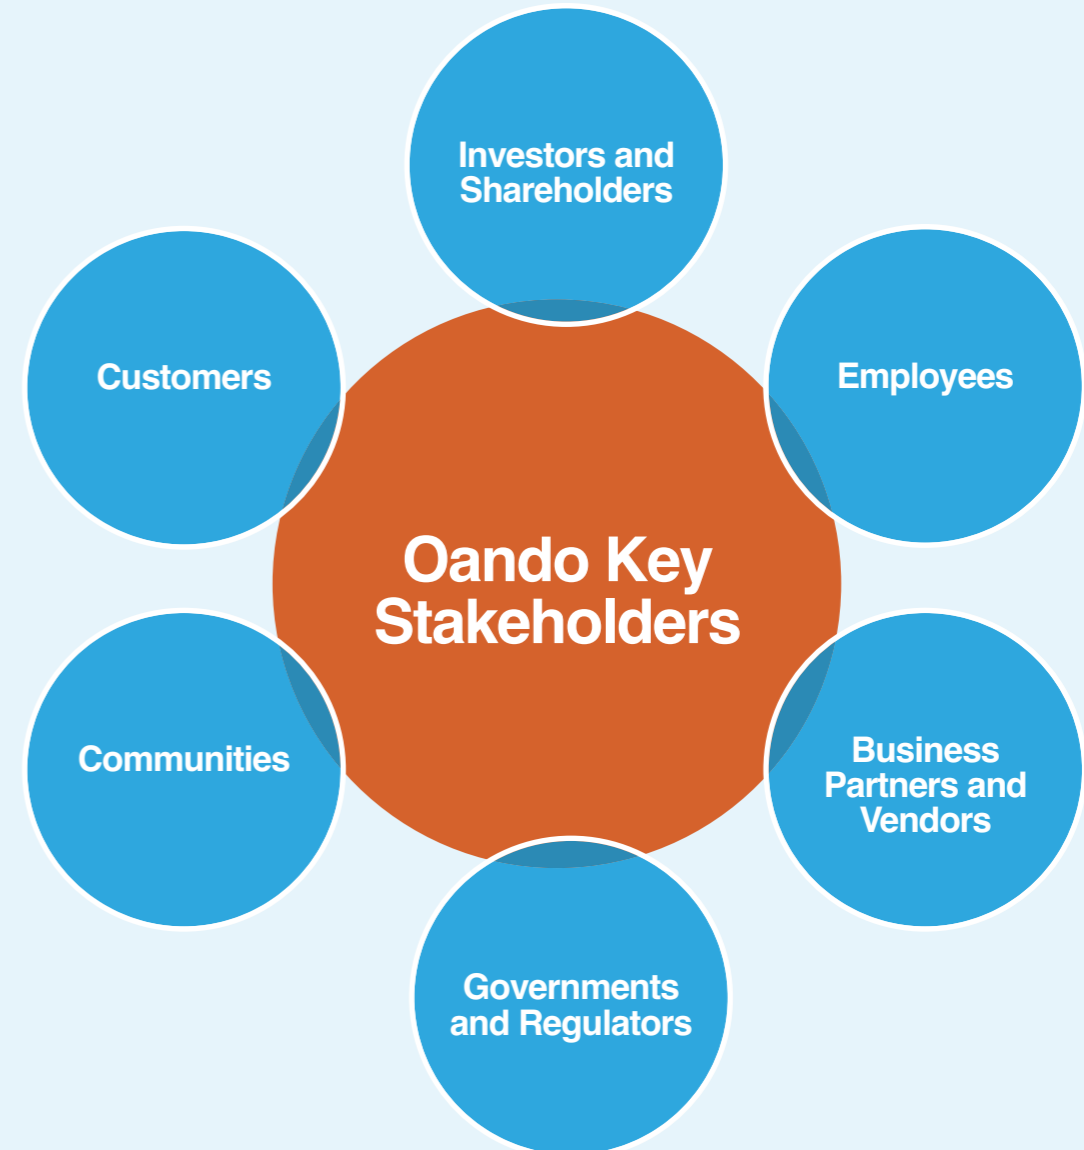 Investors and
Shareholders
Customers
Employees
Oando Key
Stakeholders
Communities
Business
Partners and
Vendors
Governments
and Regulators